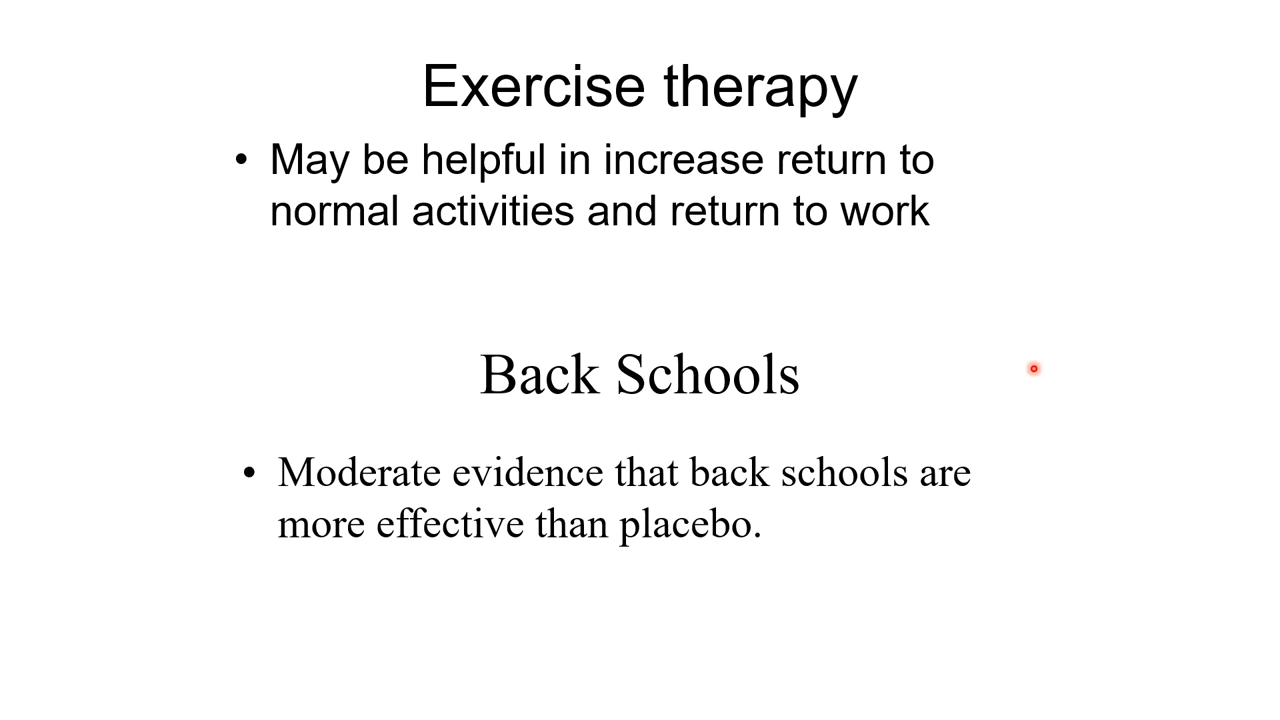 Exercise therapy
• May be helpful in increase return to
normal activities and return to work
Back Schools
• Moderate evidence that back schools are
more effective than placebo.